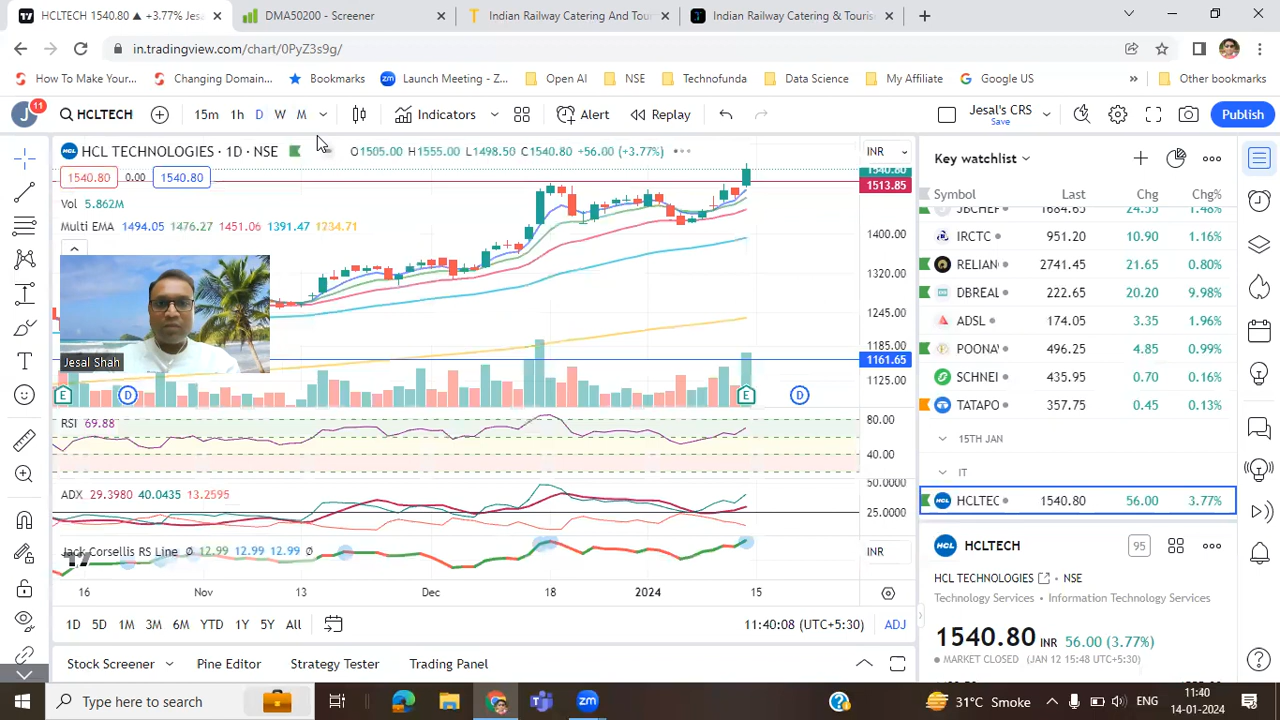 HCLTECH 1540.80 ▲ +3.77% Jesa
DMA50200 - Screener
Indian Railway Catering And Tour
Indian Railway Catering & Touris
in.tradingview.com/chart/0PyZ3s9g/
How To Make Your...
Changing Domain...
Bookmarks
Launch Meeting - Z...
Open AI
NSE
Technofunda
Data Science
My Affiliate
Google US
»
Other bookmarks
J
11
HCLTECH
15m
1h
D
W
M
Indicators
Alert
Replay
Jesal's CRS
Save
Publish
HCL TECHNOLOGIES · 1D · NSE
O1505.00 H1555.00 L1498.50 C1540.80 +56.00 (+3.77%)
INR
1540.80
0.00
1540.80
1540.80
1513.85
Vol 5.862M
Multi EMA 1494.05 1476.27 1451.06 1391.47 1234.71
1400.00
1320.00
1245.00
1185.00
1161.65
1125.00
Jesal Shah
E
D
E
D
RSI 69.88
80.00
40.00
ADX 29.3980 40.0435 13.2595
50.0000
25.0000
Jack Corsellis RS Line Ø 12.99 12.99 12.99 Ø
INR
16
Nov
13
Dec
18
2024
15
1D
5D
1M
3M
6M
YTD
1Y
5Y
All
11:40:08 (UTC+5:30)
ADJ
Stock Screener
Pine Editor
Strategy Tester
Trading Panel
Key watchlist
Symbol
Last
Chg
Chg%
JBCHEP 1684.65 24.55 1.48%
IRCTC 951.20 10.90 1.16%
RELIAN 2741.45 21.65 0.80%
DBREAL 222.65 20.20 9.98%
ADSL 174.05 3.35 1.96%
POONA 496.25 4.85 0.99%
SCHNEI 435.95 0.70 0.16%
TATAPO 357.75 0.45 0.13%
15TH JAN
IT
HCLTEC 1540.80 56.00 3.77%
HCLTECH
95
HCL TECHNOLOGIES
NSE
Technology Services • Information Technology Services
1540.80 INR 56.00 (3.77%)
MARKET CLOSED (JAN 12 15:48 UTC+5:30)
Type here to search
31°C Smoke
ENG
11:40
14-01-2024